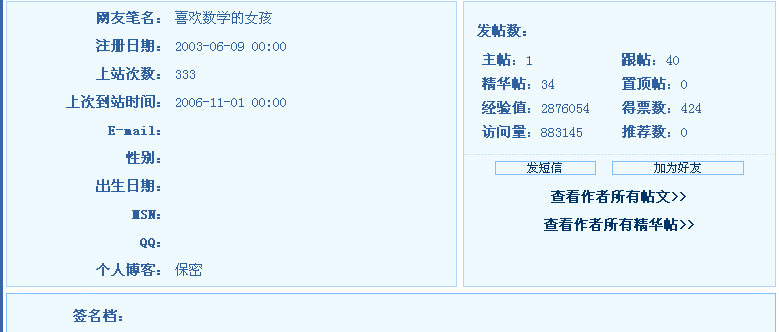 网友笔名: 喜欢数学的女孩
注册日期: 2003-06-09 00:00
上站次数: 333
上次到站时间: 2006-11-01 00:00
E-mail:
性别:
出生日期:
MSN:
QQ:
个人博客: 保密
发帖数:
主帖: 1 跟帖: 40
精华帖: 34 置顶帖: 0
经验值: 2876054 得票数: 424
访问量: 883145 推荐数: 0
发短信 加为好友
查看作者所有帖文>>
查看作者所有精华帖>>
签名档: